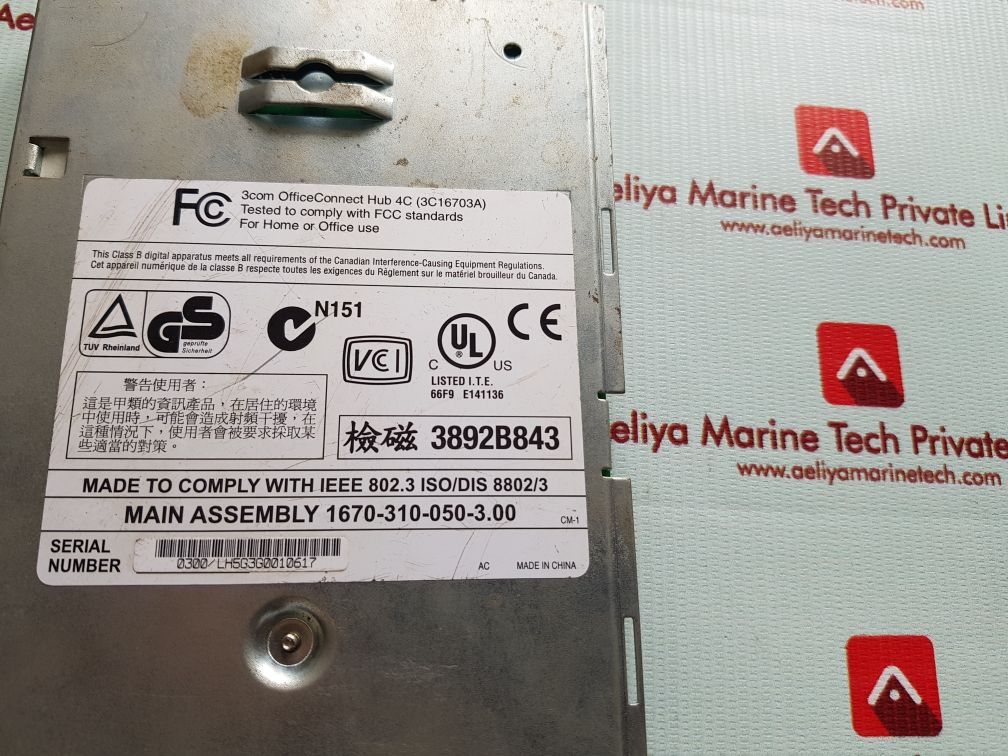 FC
3com OfficeConnect Hub 4C (3C16703A)
Tested to comply with FCC standards
For Home or Office use
This Class B digital apparatus meets all requirements of the Canadian Interference-Causing Equipment Regulations.
Cet appareil numérique de la classe B respecte toutes les exigences du Règlement sur le matériel brouilleur du Canada.
TUV Rheinland
GS
geprüfte
Sicherheit
N151
VCI
UL
®
C US
LISTED I.T.E.
66F9 E141136
CE
警告使用者：
這是甲類的資訊產品，在居住的環境
中使用時，可能會造成射頻干擾，在
這種情況下，使用者會被要求採取某
些適當的對策。
檢磁 3892B843
MADE TO COMPLY WITH IEEE 802.3 ISO/DIS 8802/3
MAIN ASSEMBLY 1670-310-050-3.00
CM-1
SERIAL
NUMBER
0300/LH5G3G0010617
AC
MADE IN CHINA
Ae
.com
eliya Marine Tech Private Li
www.aeliyamarinetech.com
eliya Marine Tech Private
www.aeliyamarinetech.com